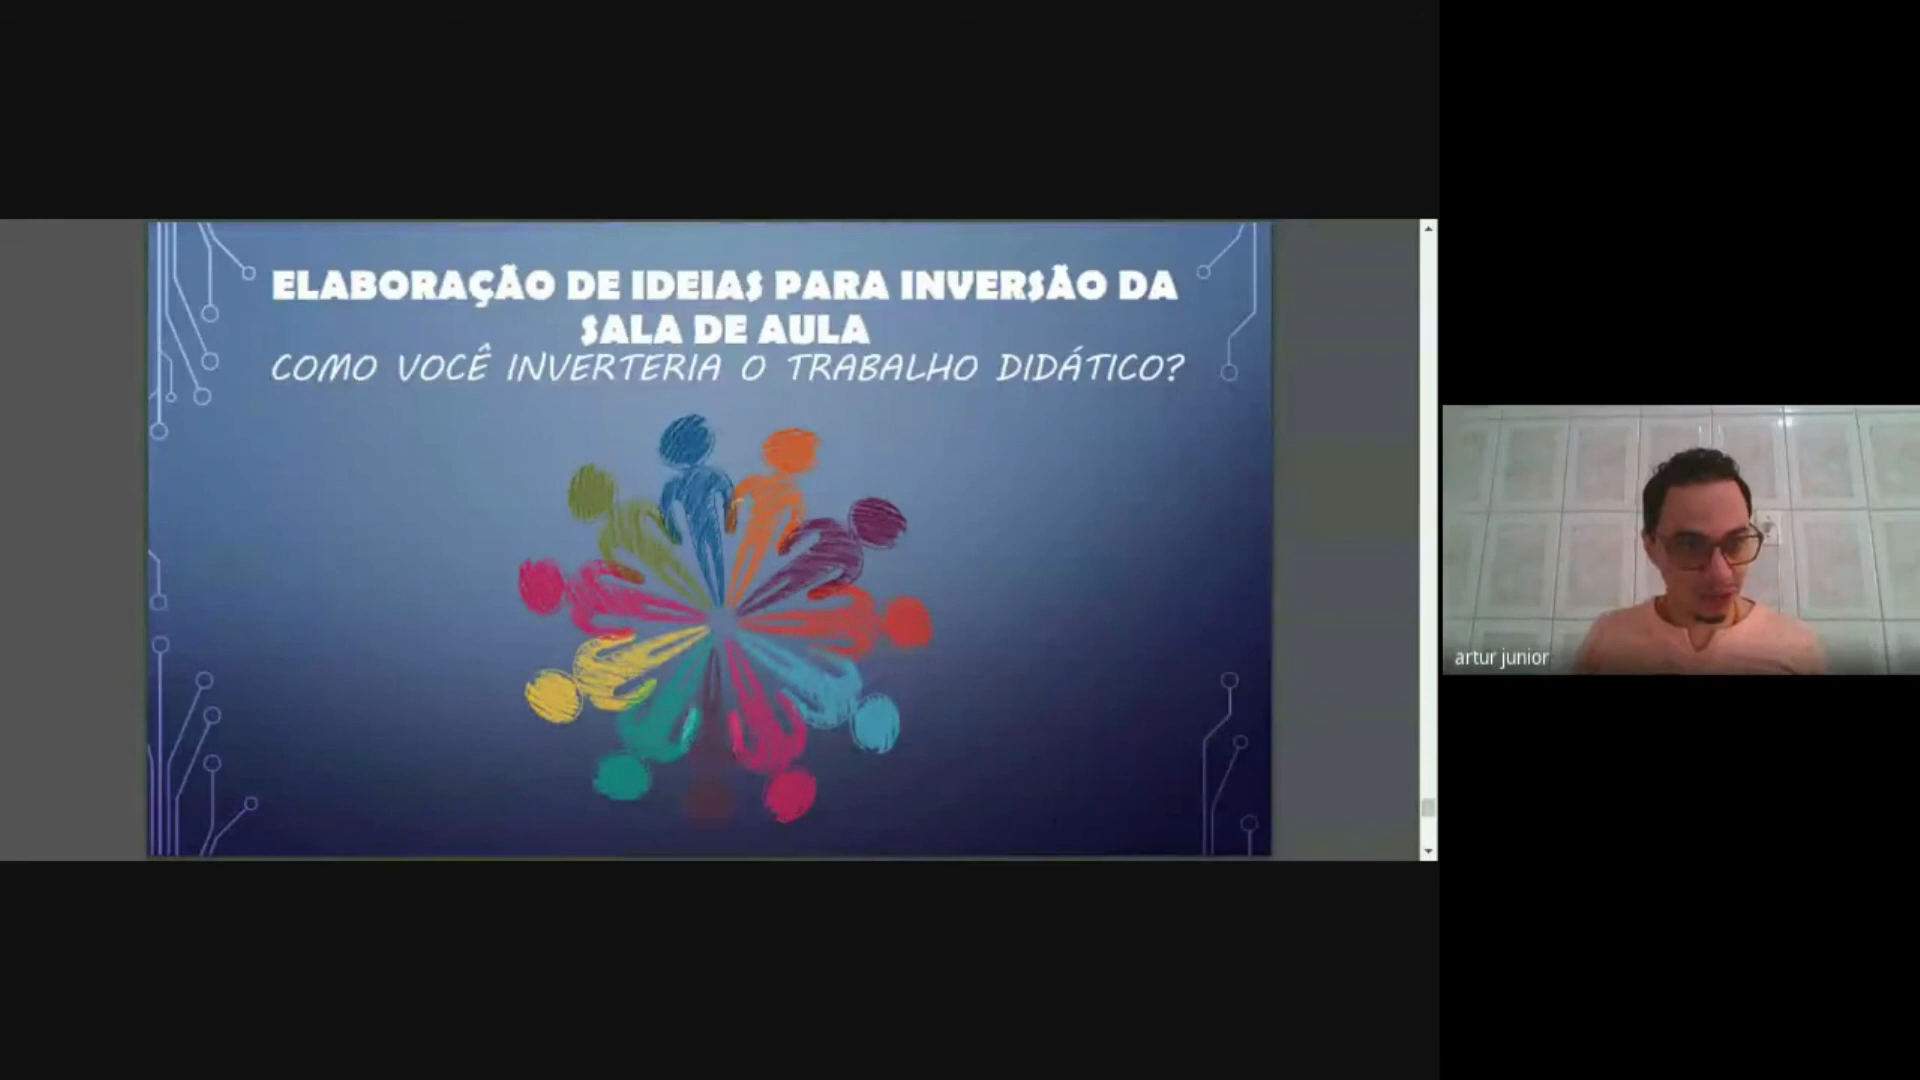 ELABORAÇÃO DE IDEIAS PARA INVERSÃO DA
SALA DE AULA
COMO VOCÊ INVERTERIA O TRABALHO DIDÁTICO?
artur junior